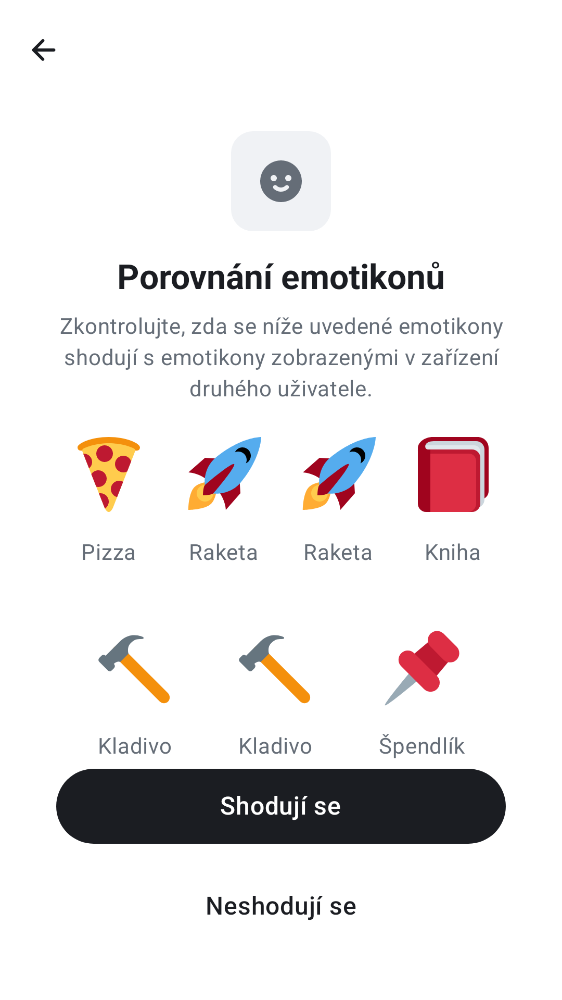 Porovnání emotikonů
Zkontrolujte, zda se níže uvedené emotikony
shodují s emotikony zobrazenými v zařízení
druhého uživatele.
Pizza Raketa Raketa Kniha
Kladivo Kladivo Špendlík
Shodují se
Neshodují se